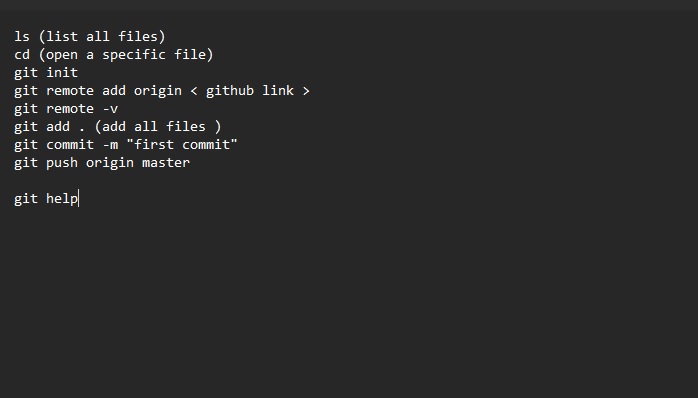 ls (list all files)
cd (open a specific file)
git init
git remote add origin < github link >
git remote -v
git add . (add all files )
git commit -m "first commit"
git push origin master
git help